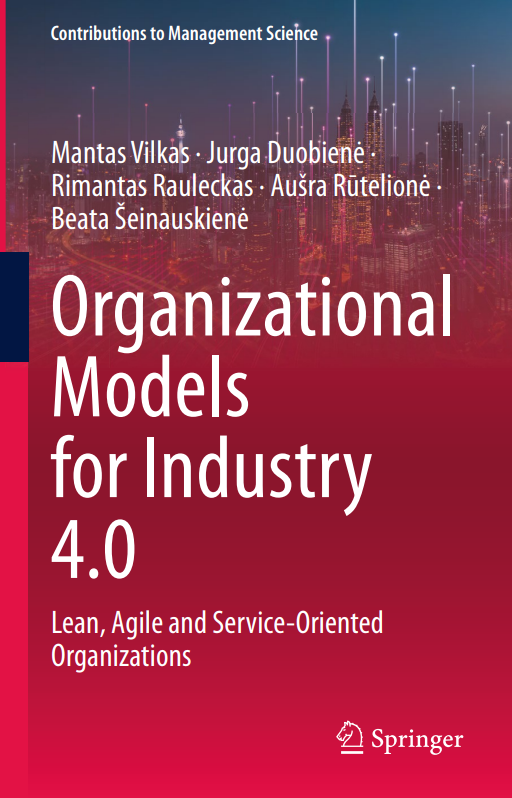 Contributions to Management Science
Mantas Vilkas · Jurga Duobienė ·
Rimantas Rauleckas · Aušra Rūtelionė ·
Beata Šeinauskienė
Organizational
Models
for Industry
4.0
Lean, Agile and Service-Oriented
Organizations
Springer